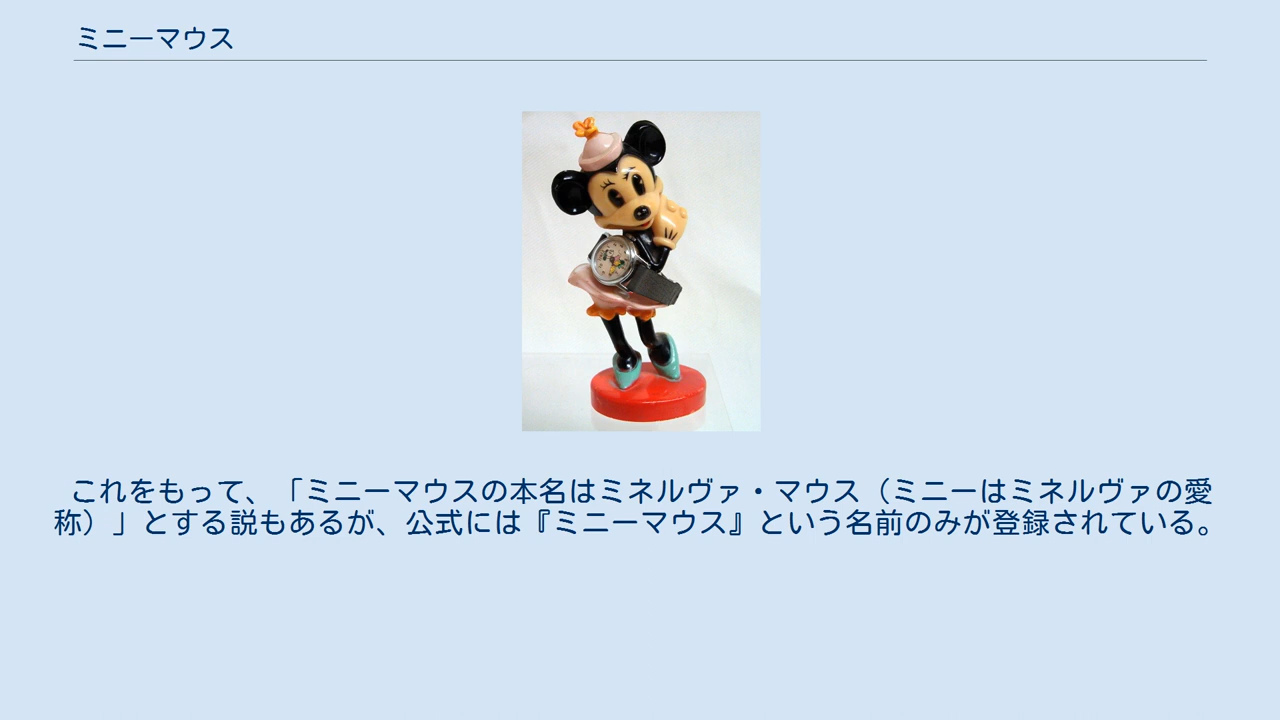 ミニーマウス
これをもって、「ミニーマウスの本名はミネルヴァ・マウス（ミニーはミネルヴァの愛
称）」とする説もあるが、公式には『ミニーマウス』という名前のみが登録されている。